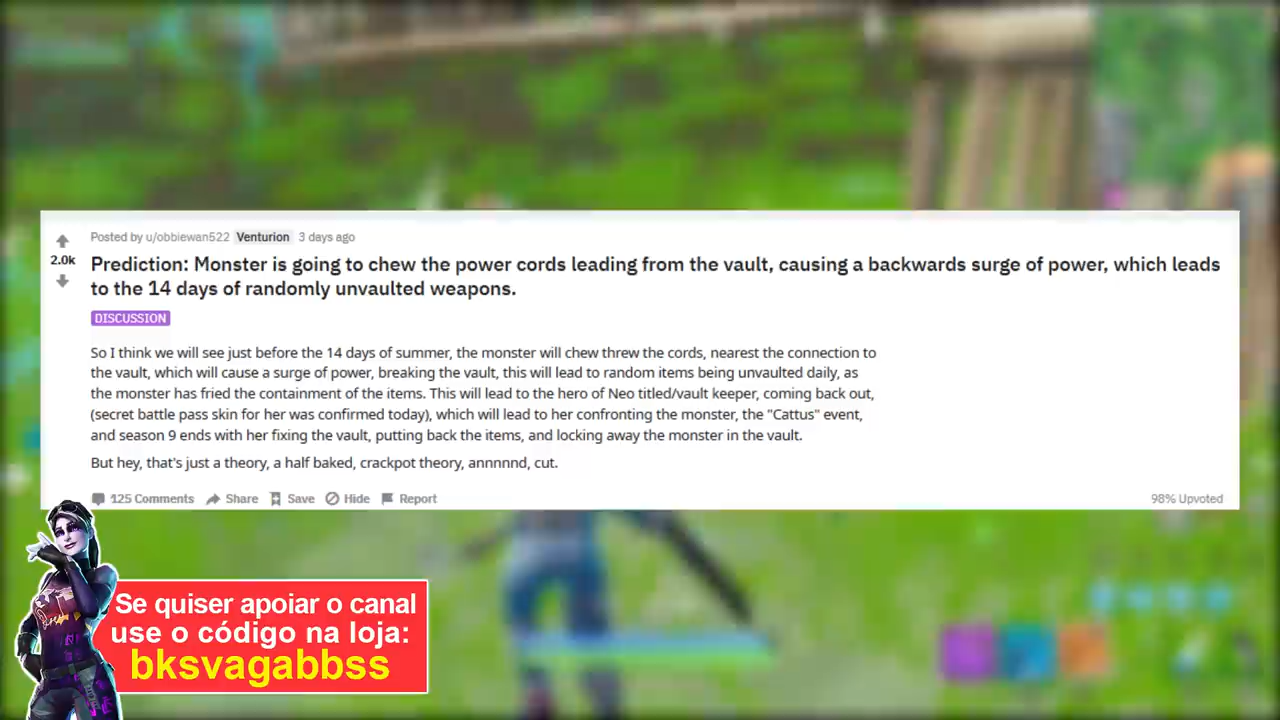 Posted by u/obbiewan522 Venturion 3 days ago
2.0k
Prediction: Monster is going to chew the power cords leading from the vault, causing a backwards surge of power, which leads
to the 14 days of randomly unvaulted weapons.
DISCUSSION
So I think we will see just before the 14 days of summer, the monster will chew threw the cords, nearest the connection to
the vault, which will cause a surge of power, breaking the vault, this will lead to random items being unvaulted daily, as
the monster has fried the containment of the items. This will lead to the hero of Neo titled/vault keeper, coming back out,
(secret battle pass skin for her was confirmed today), which will lead to her confronting the monster, the "Cattus" event,
and season 9 ends with her fixing the vault, putting back the items, and locking away the monster in the vault.
But hey, that's just a theory, a half baked, crackpot theory, annnnnd, cut.
125 Comments Share Save Hide Report 98% Upvoted
Se quiser apoiar o canal
use o código na loja:
bksvagabbss